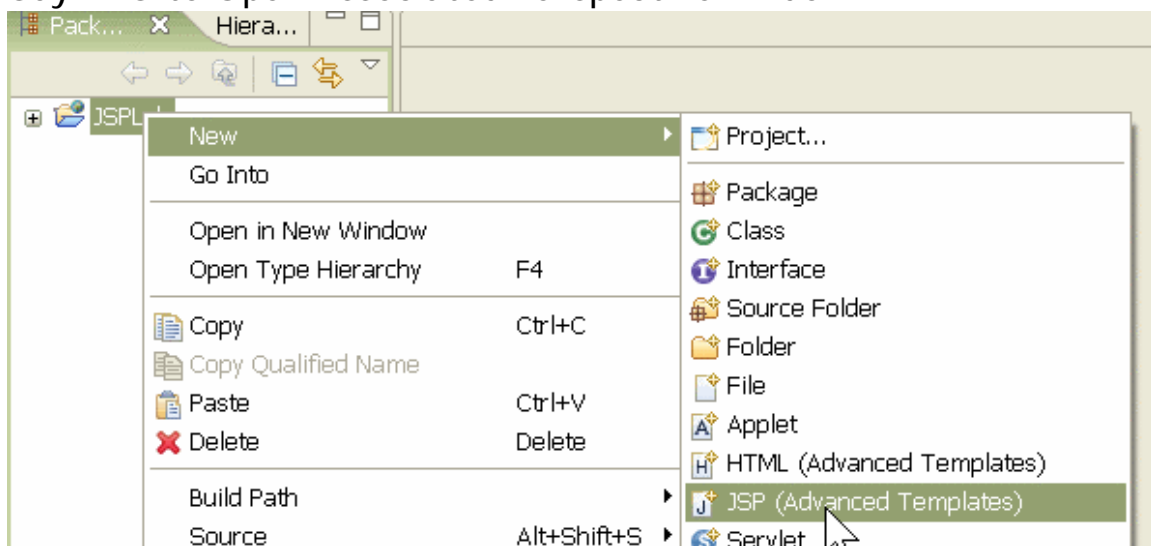 Pack... Hiera...
JSPL
New
Go Into
Open in New Window
Open Type Hierarchy F4
Copy Ctrl+C
Copy Qualified Name
Paste Ctrl+V
Delete Delete
Build Path
Source Alt+Shift+S
Project...
Package
Class
Interface
Source Folder
Folder
File
Applet
HTML (Advanced Templates)
JSP (Advanced Templates)
Servlet